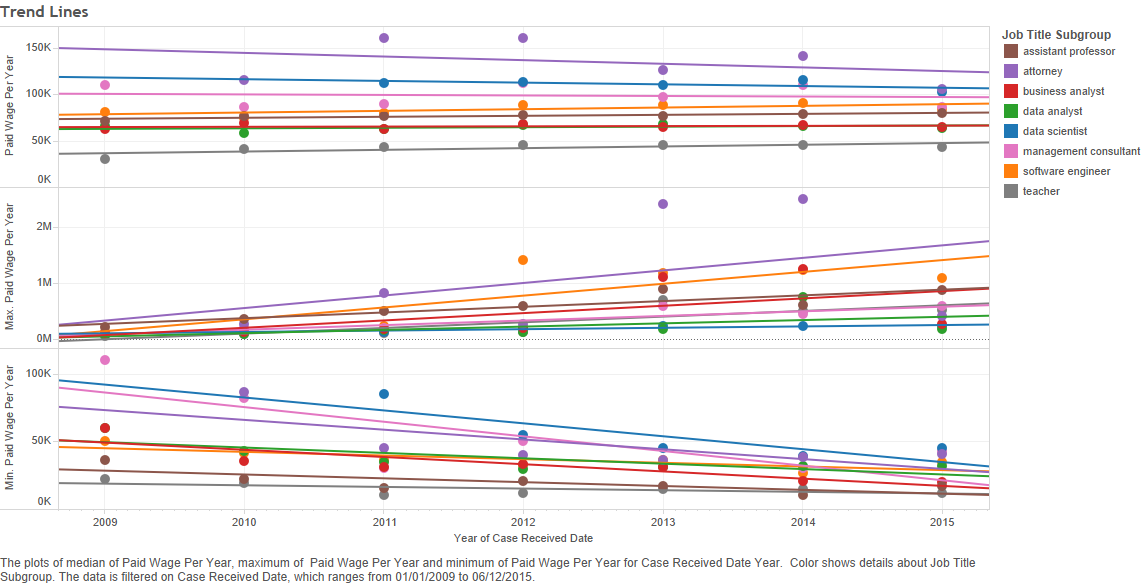 Trend Lines
Job Title Subgroup
assistant professor
attorney
business analyst
data analyst
data scientist
management consultant
software engineer
teacher
Paid Wage Per Year
150K
100K
50K
0K
Max. Paid Wage Per Year
2M
1M
0M
Min. Paid Wage Per Year
100K
50K
0K
2009 2010 2011 2012 2013 2014 2015
Year of Case Received Date
The plots of median of Paid Wage Per Year, maximum of  Paid Wage Per Year and minimum of Paid Wage Per Year for Case Received Date Year.  Color shows details about Job Title
Subgroup. The data is filtered on Case Received Date, which ranges from 01/01/2009 to 06/12/2015.